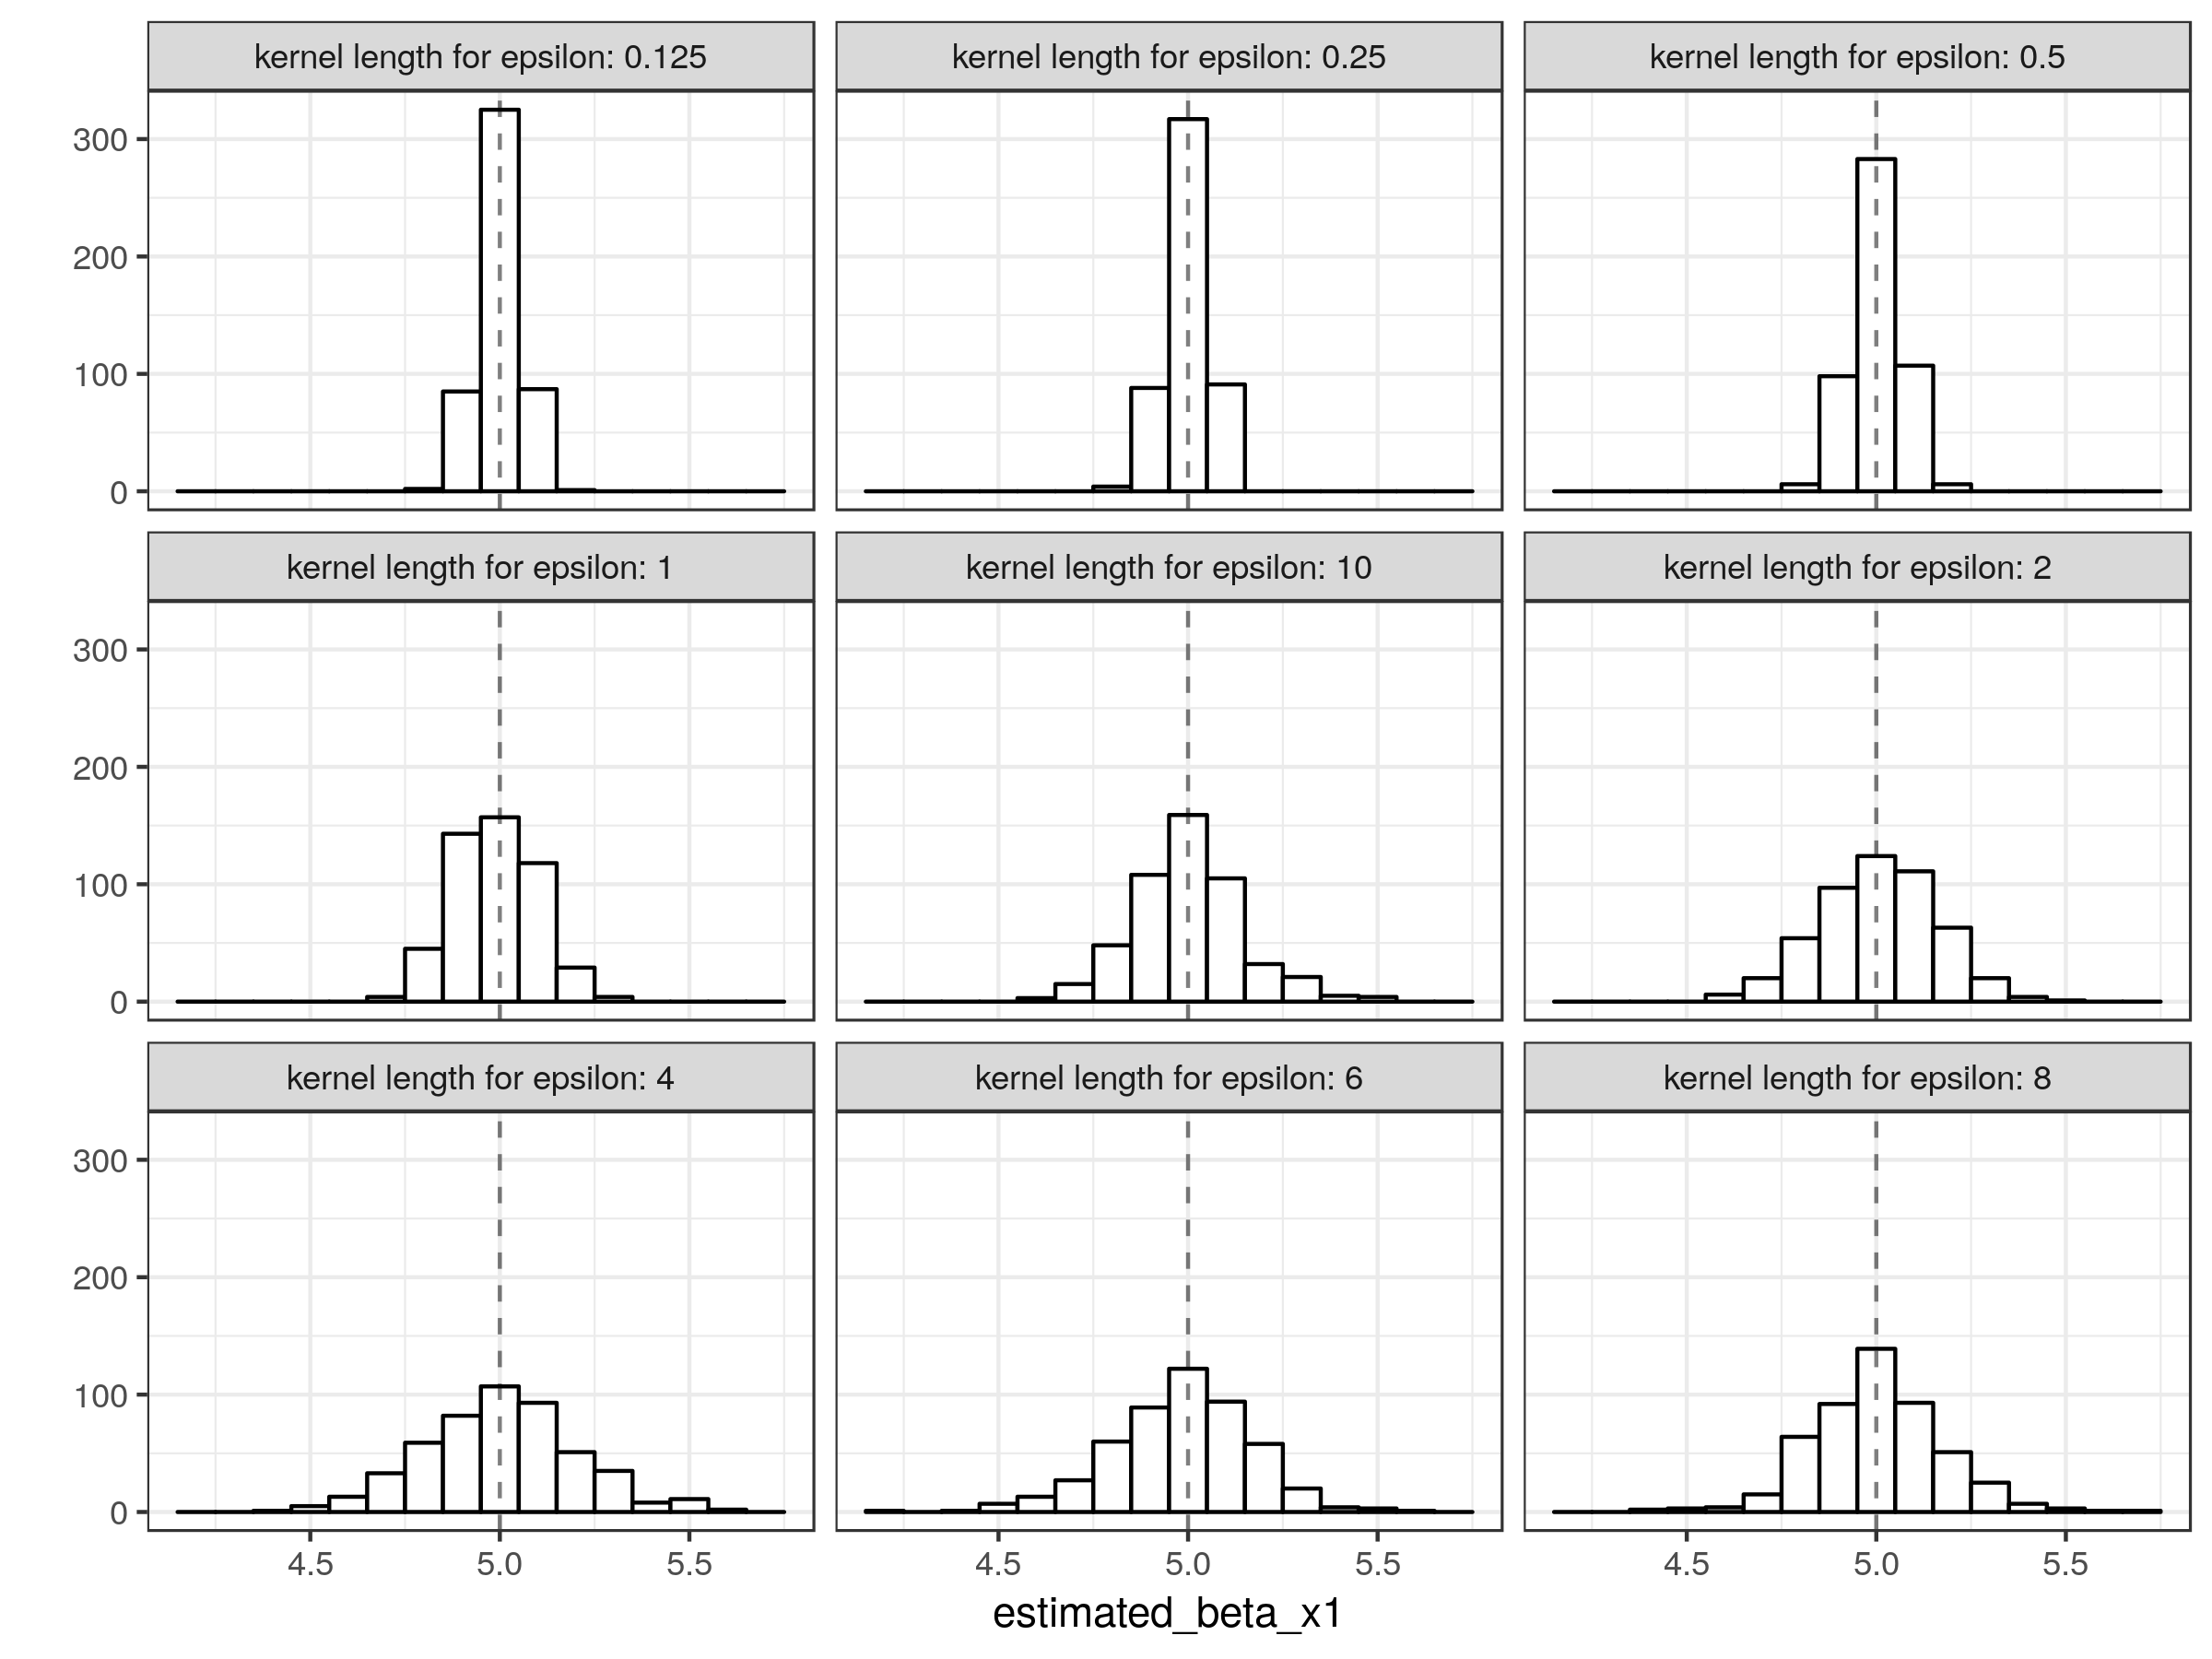 kernel length for epsilon: 0.125
kernel length for epsilon: 0.25
kernel length for epsilon: 0.5
300
200
100
0
kernel length for epsilon: 1
kernel length for epsilon: 10
kernel length for epsilon: 2
300
200
100
0
kernel length for epsilon: 4
kernel length for epsilon: 6
kernel length for epsilon: 8
300
200
100
0
4.5 5.0 5.5
4.5 5.0 5.5
4.5 5.0 5.5
estimated_beta_x1